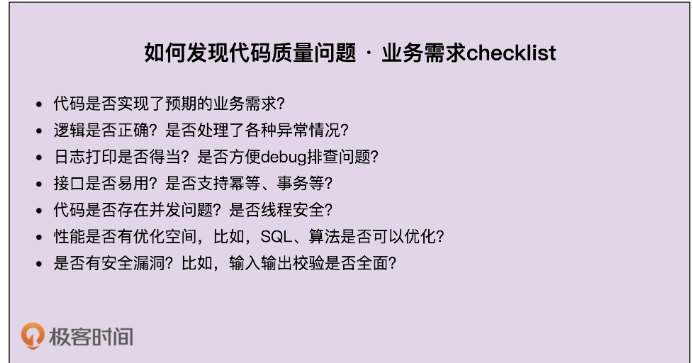 如何发现代码质量问题 · 业务需求checklist
• 代码是否实现了预期的业务需求？
• 逻辑是否正确？是否处理了各种异常情况？
• 日志打印是否得当？是否方便debug排查问题？
• 接口是否易用？是否支持幂等、事务等？
• 代码是否存在并发问题？是否线程安全？
• 性能是否有优化空间，比如，SQL、算法是否可以优化？
• 是否有安全漏洞？比如，输入输出校验是否全面？
极客时间